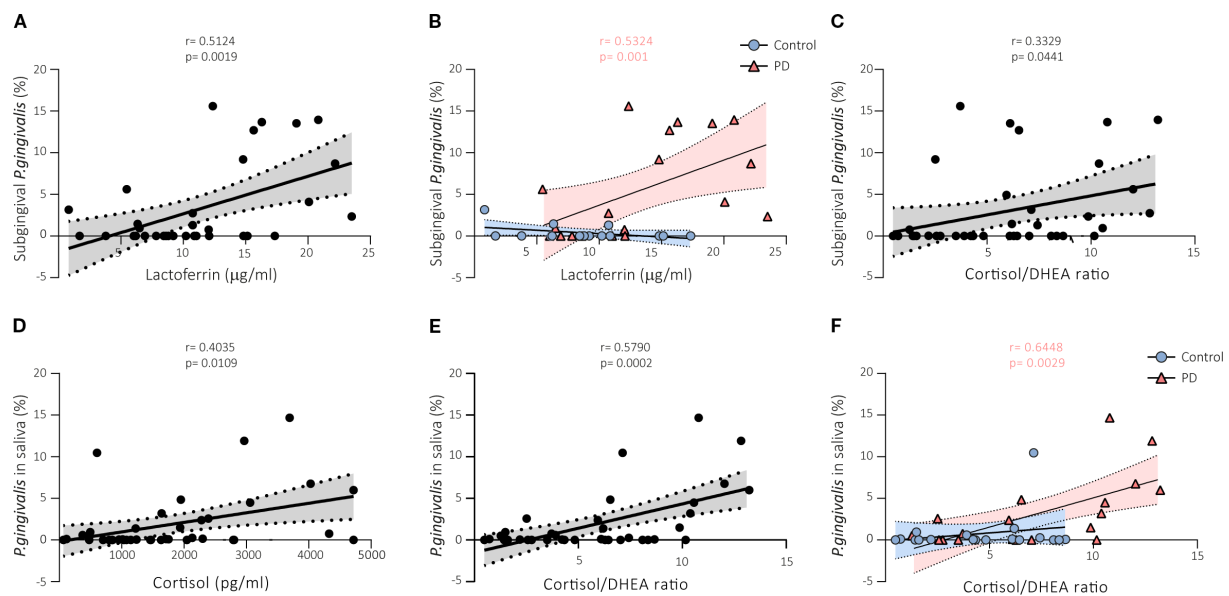 A
r= 0.5124
p= 0.0019
20
15
10
5
0
-5
5
10
15
20
25
Subgingival P.gingivalis (%)
Lactoferrin (µg/ml)
B
r= 0.5324
p= 0.001
Control
PD
20
15
10
5
0
-5
5
10
15
20
25
Subgingival P.gingivalis (%)
Lactoferrin (µg/ml)
C
r= 0.3329
p= 0.0441
20
15
10
5
0
-5
5
10
15
Subgingival P.gingivalis (%)
Cortisol/DHEA ratio
D
r= 0.4035
p= 0.0109
20
15
10
5
0
-5
1000
2000
3000
4000
5000
P.gingivalis in saliva (%)
Cortisol (pg/ml)
E
r= 0.5790
p= 0.0002
20
15
10
5
0
-5
5
10
15
P.gingivalis in saliva (%)
Cortisol/DHEA ratio
F
r= 0.6448
p= 0.0029
Control
PD
20
15
10
5
0
-5
5
10
15
P.gingivalis in saliva (%)
Cortisol/DHEA ratio